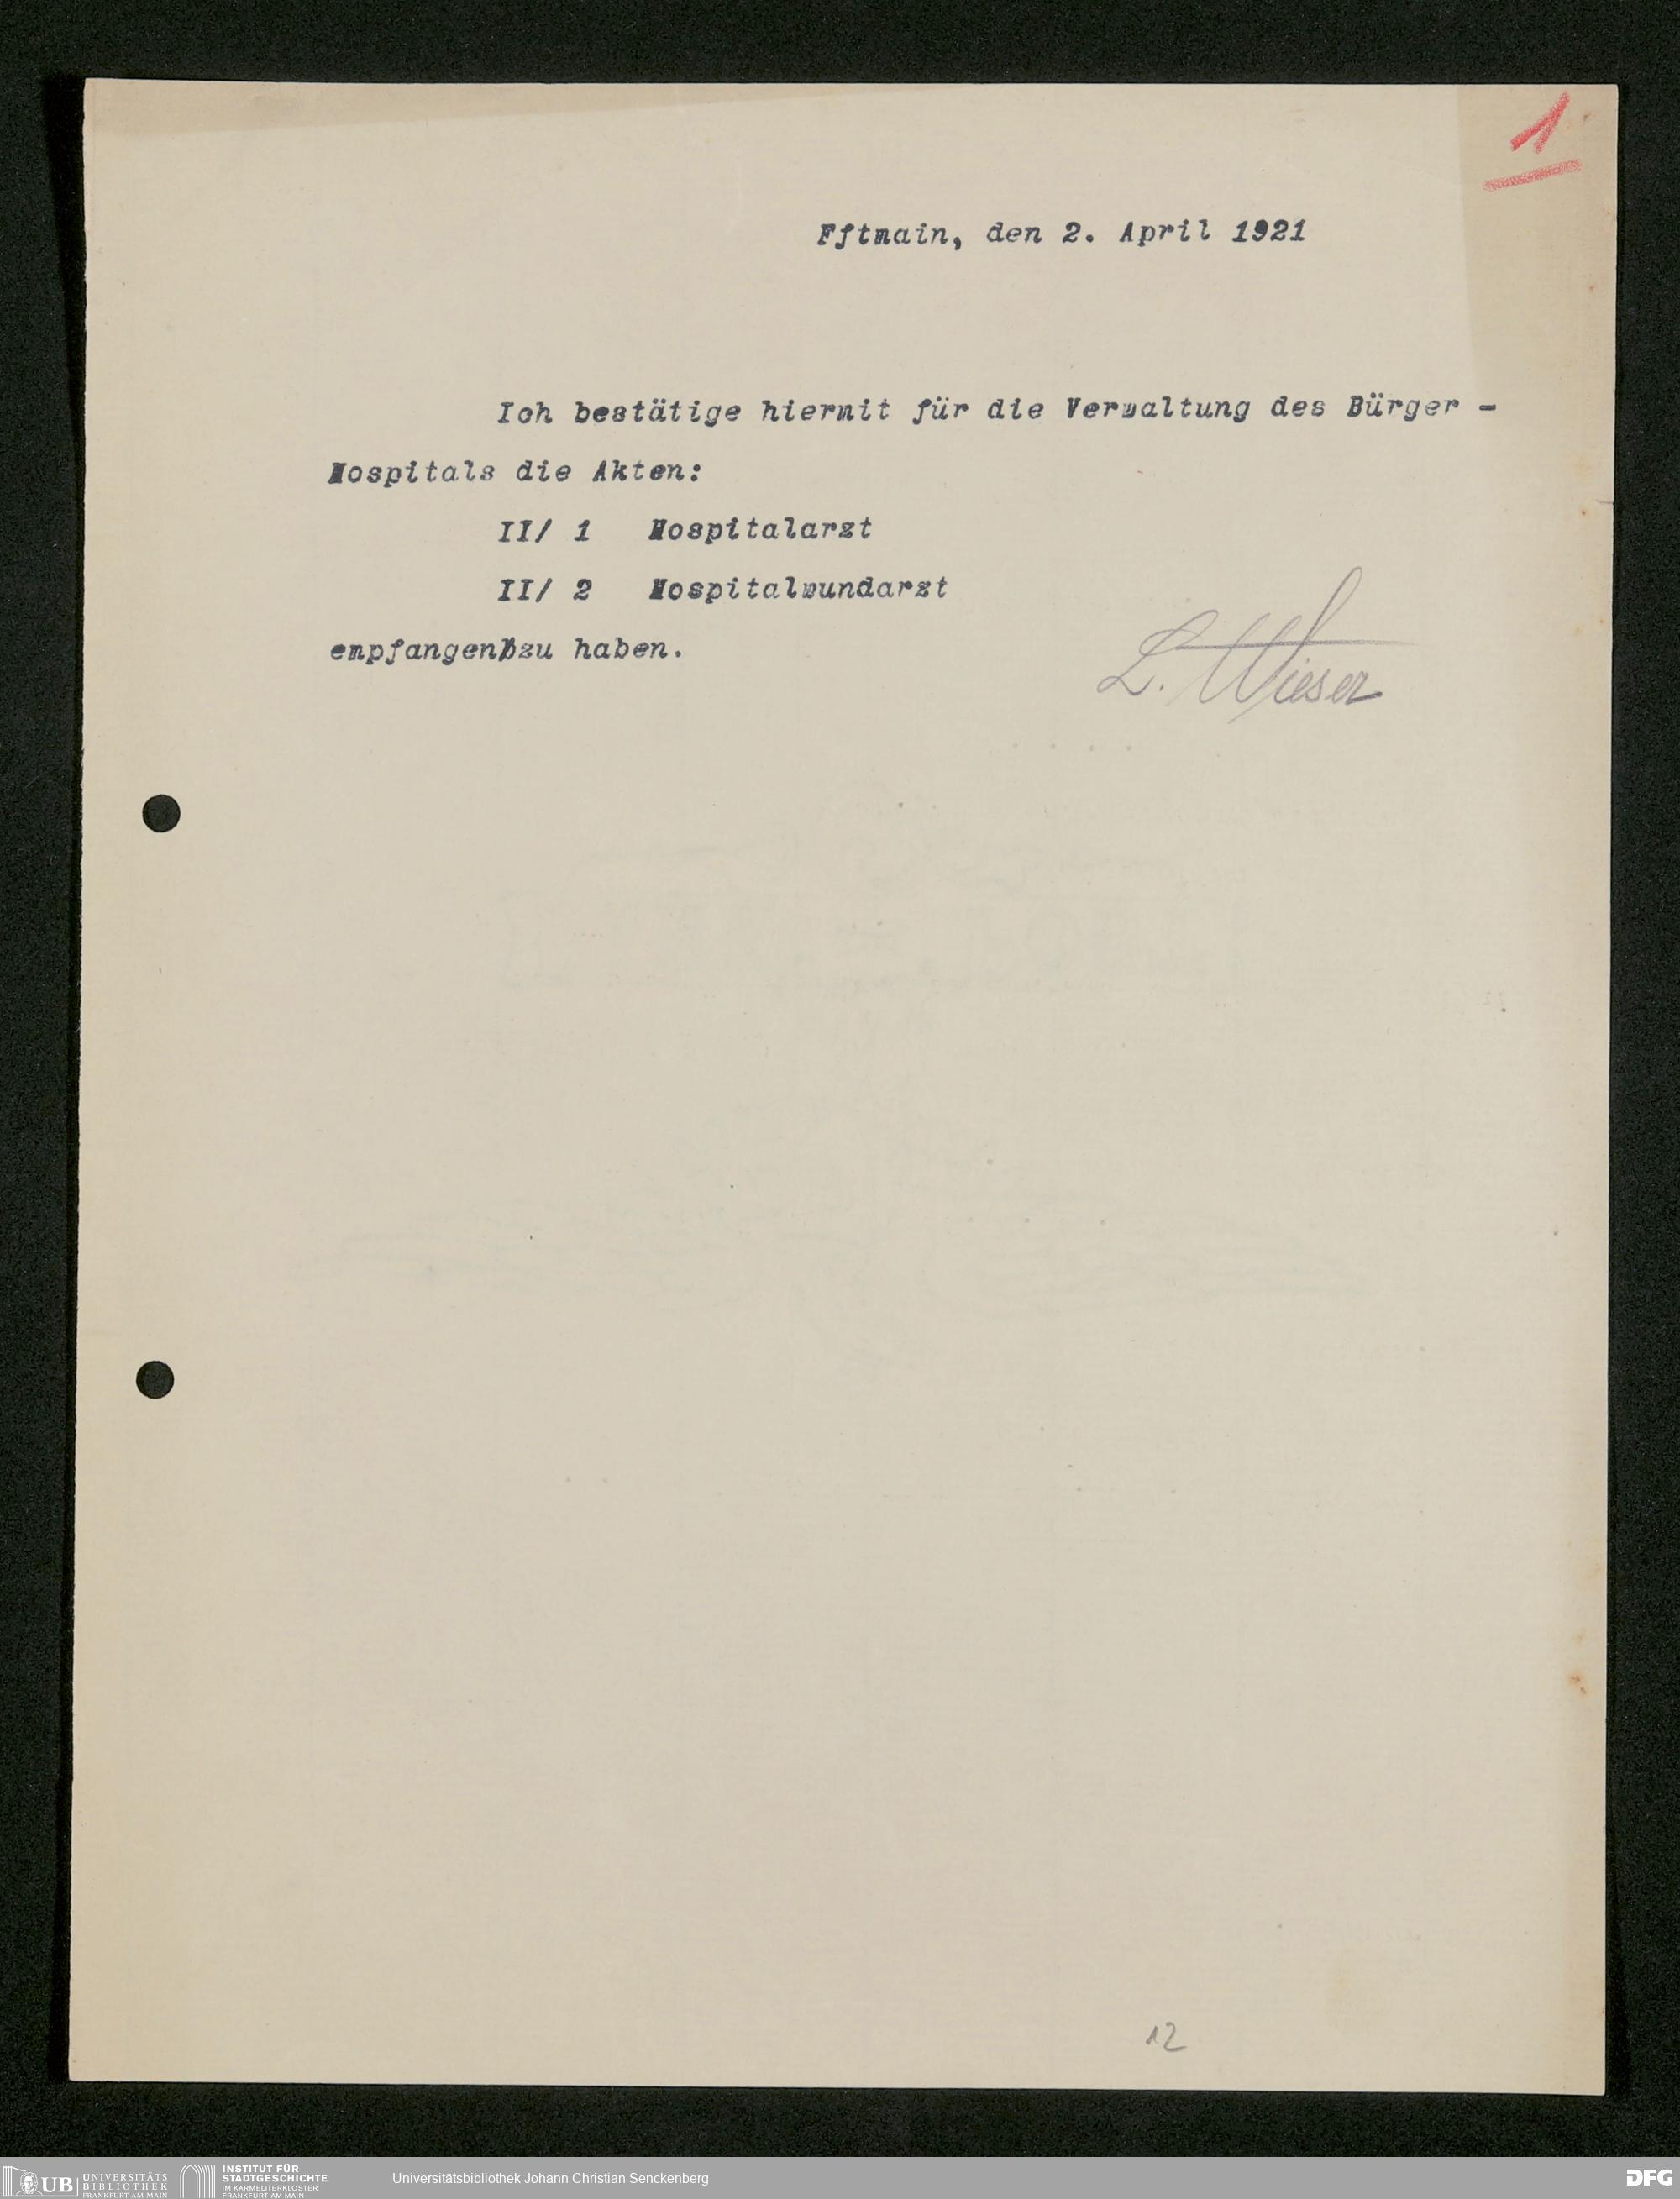 1
Fftmain, den 2. April 1921
Ich bestätige hiermit für die Verwaltung des Bürger -
Hospitals die Akten:
II/ 1 Hospitalarzt
II/ 2 Hospitalwundarzt
empfangen zu haben.
L. Wieser
12
UB UNIVERSITÄTS
BIBLIOTHEK
FRANKFURT AM MAIN
INSTITUT FÜR
STADTGESCHICHTE
IM KARMELITERKLOSTER
FRANKFURT AM MAIN
Universitätsbibliothek Johann Christian Senckenberg
DFG